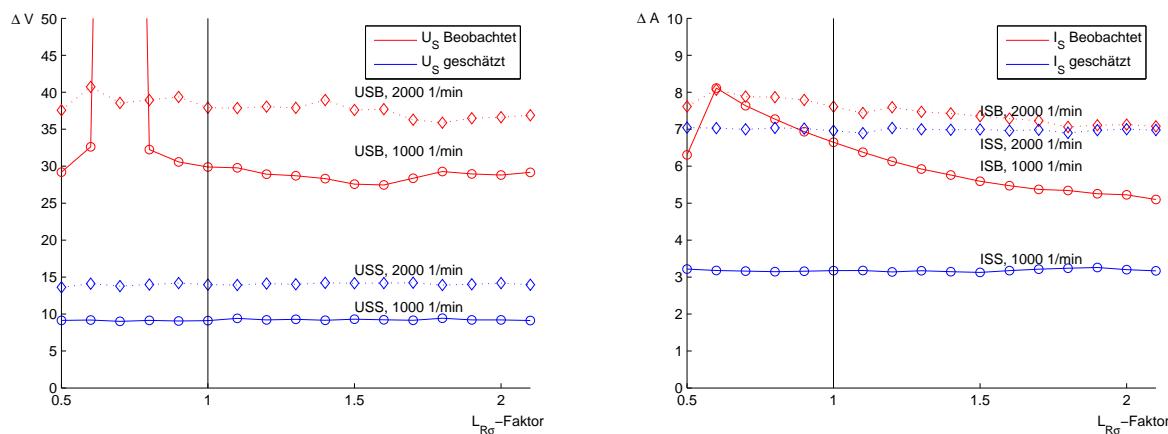 Δ V
50
45
40
35
30
25
20
15
10
5
0
0.5
1
1.5
2
L_Rσ−Faktor
U_S Beobachtet
U_S geschätzt
USB, 2000 1/min
USB, 1000 1/min
USS, 2000 1/min
USS, 1000 1/min
Δ A
10
9
8
7
6
5
4
3
2
1
0
0.5
1
1.5
2
L_Rσ−Faktor
I_S Beobachtet
I_S geschätzt
ISB, 2000 1/min
ISS, 2000 1/min
ISB, 1000 1/min
ISS, 1000 1/min